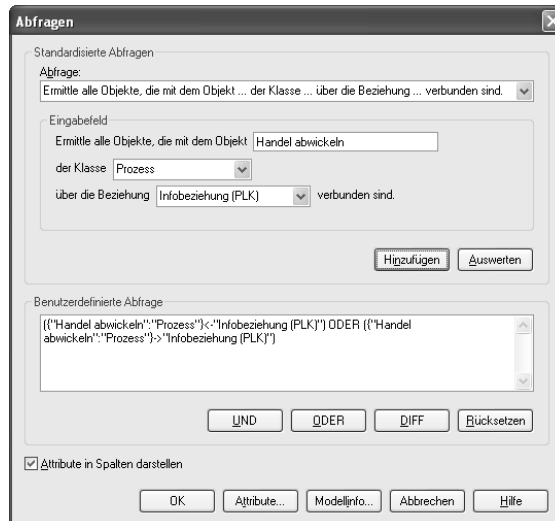 Abfragen
Standardisierte Abfragen
Abfrage:
Ermittle alle Objekte, die mit dem Objekt ... der Klasse ... über die Beziehung ... verbunden sind.
Eingabefeld
Ermittle alle Objekte, die mit dem Objekt Handel abwickeln
der Klasse Prozess
über die Beziehung Infobeziehung (PLK) verbunden sind.
Hinzufügen Auswerten
Benutzerdefinierte Abfrage
({"Handel abwickeln":"Prozess"}<-"Infobeziehung (PLK)") ODER ({"Handel
abwickeln":"Prozess"}->"Infobeziehung (PLK)")
UND ODER DIFF Rücksetzen
Attribute in Spalten darstellen
OK Attribute... Modellinfo... Abbrechen Hilfe